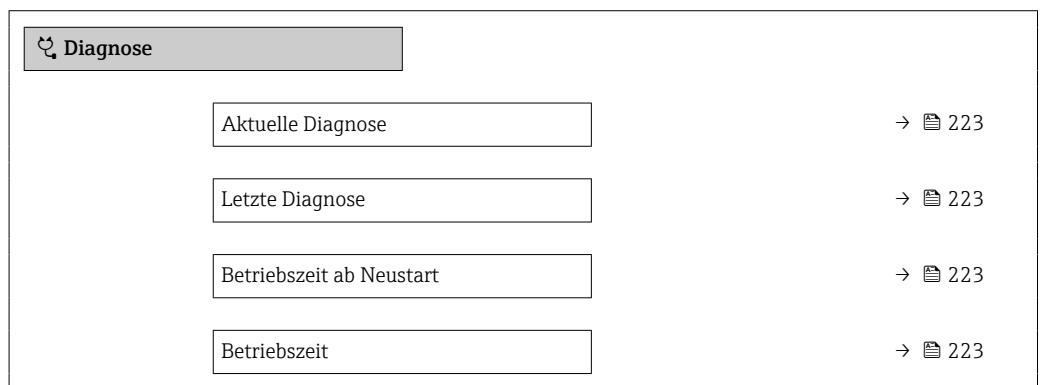 Diagnose
Aktuelle Diagnose → 223
Letzte Diagnose → 223
Betriebszeit ab Neustart → 223
Betriebszeit → 223